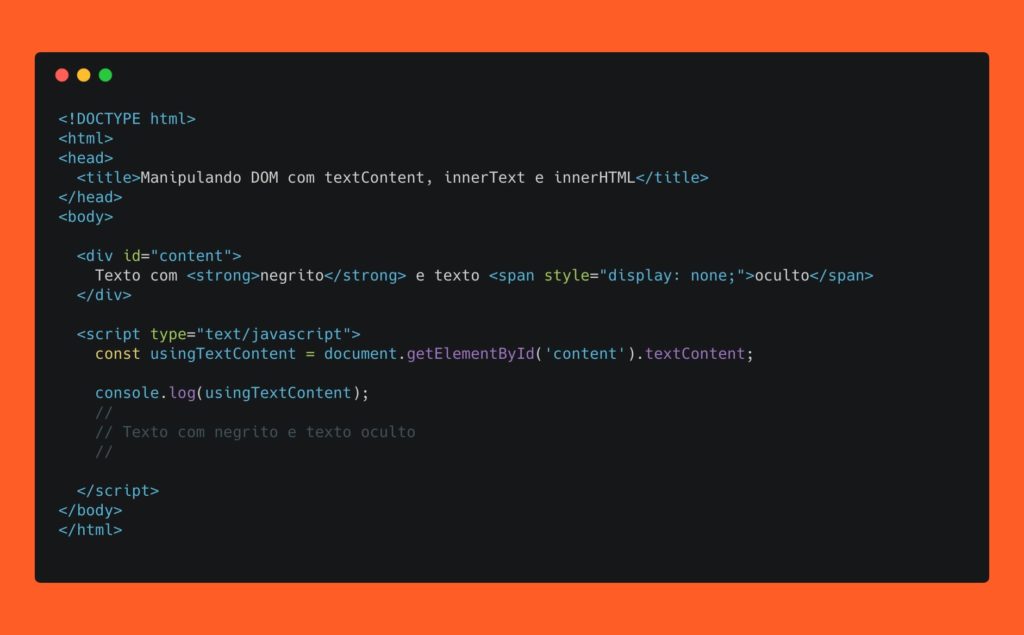 <!DOCTYPE html>
<html>
<head>
  <title>Manipulando DOM com textContent, innerText e innerHTML</title>
</head>
<body>

  <div id="content">
    Texto com <strong>negrito</strong> e texto <span style="display: none;">oculto</span>
  </div>

  <script type="text/javascript">
    const usingTextContent = document.getElementById('content').textContent;

    console.log(usingTextContent);
    //
    // Texto com negrito e texto oculto
    //

  </script>
</body>
</html>